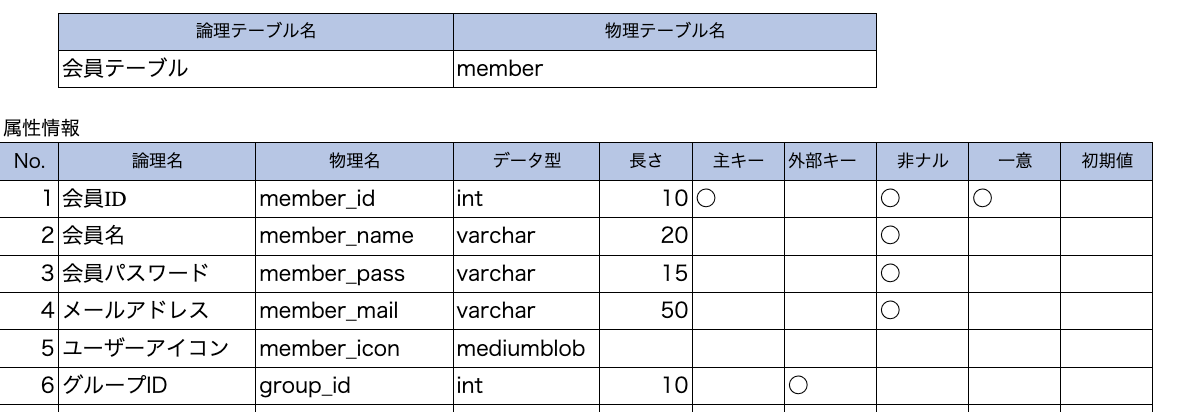 論理テーブル名 物理テーブル名
会員テーブル member
属性情報
No. 論理名 物理名 データ型 長さ 主キー 外部キー 非ナル 一意 初期値
1 会員ID member_id int 10 ○ ○ ○
2 会員名 member_name varchar 20 ○
3 会員パスワード member_pass varchar 15 ○
4 メールアドレス member_mail varchar 50 ○
5 ユーザーアイコン member_icon mediumblob
6 グループID group_id int 10 ○